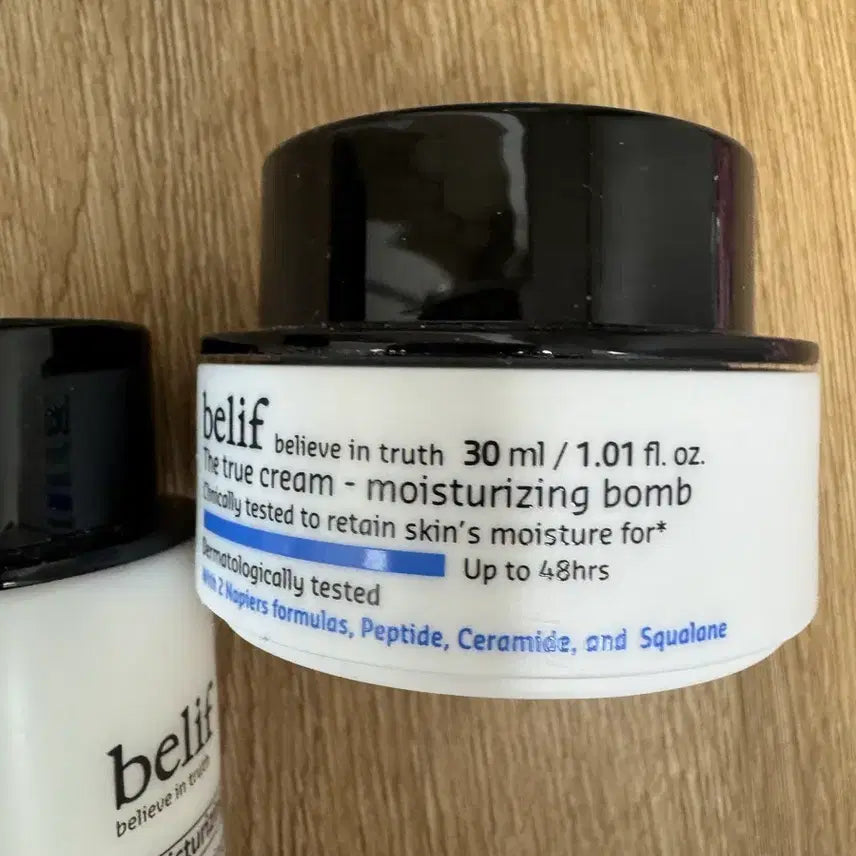 belif believe in truth 30 ml / 1.01 fl. oz.
The true cream - moisturizing bomb
Clinically tested to retain skin's moisture for*
Up to 48hrs
Dermatologically tested
With 2 Napiers formulas, Peptide, Ceramide, and Squalane
belif
believe in truth